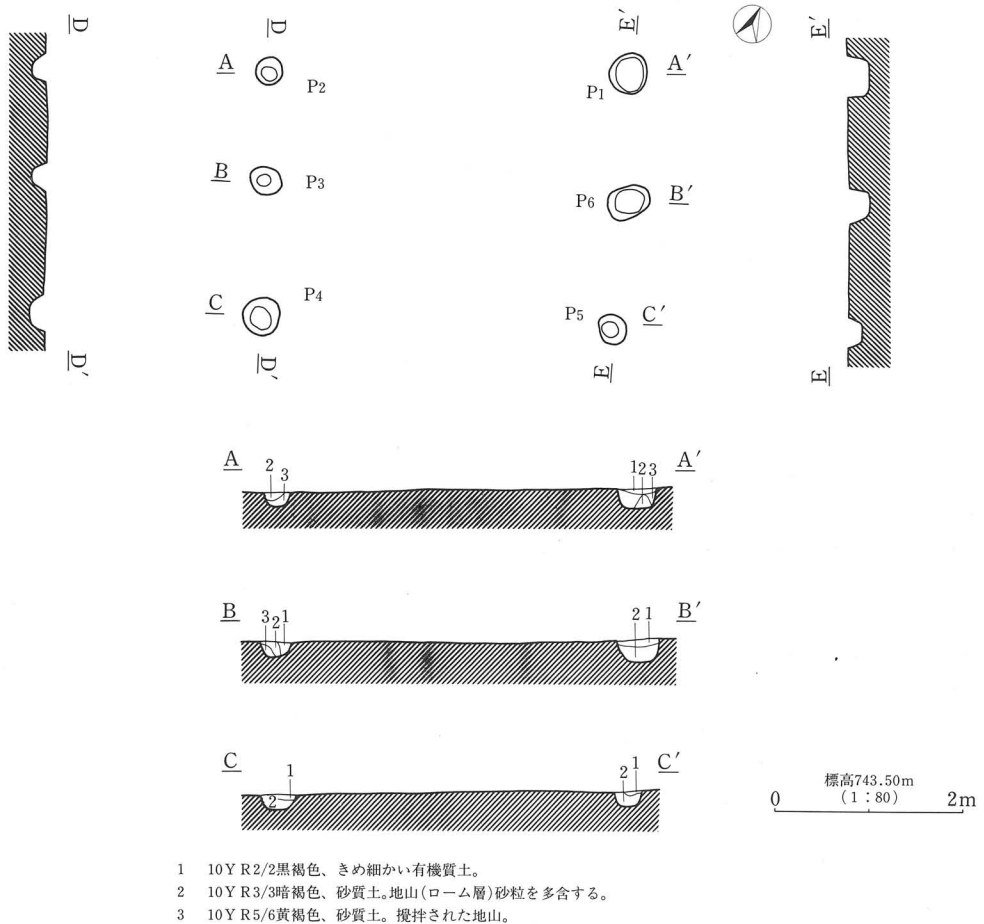 D
D
E′
E′
A
P2
P1
A′
B
P3
P6
B′
C
P4
P5
C′
D′
D′
E
E
A
2
3
1 2 3
A′
B
3 2 1
2 1
B′
C
1
2
2
1
C′
標高743.50m
(1：80)
0 2m
1 10YR2/2黒褐色、きめ細かい有機質土。
2 10YR3/3暗褐色、砂質土。地山(ローム層)砂粒を多含する。
3 10YR5/6黄褐色、砂質土。攪拌された地山。